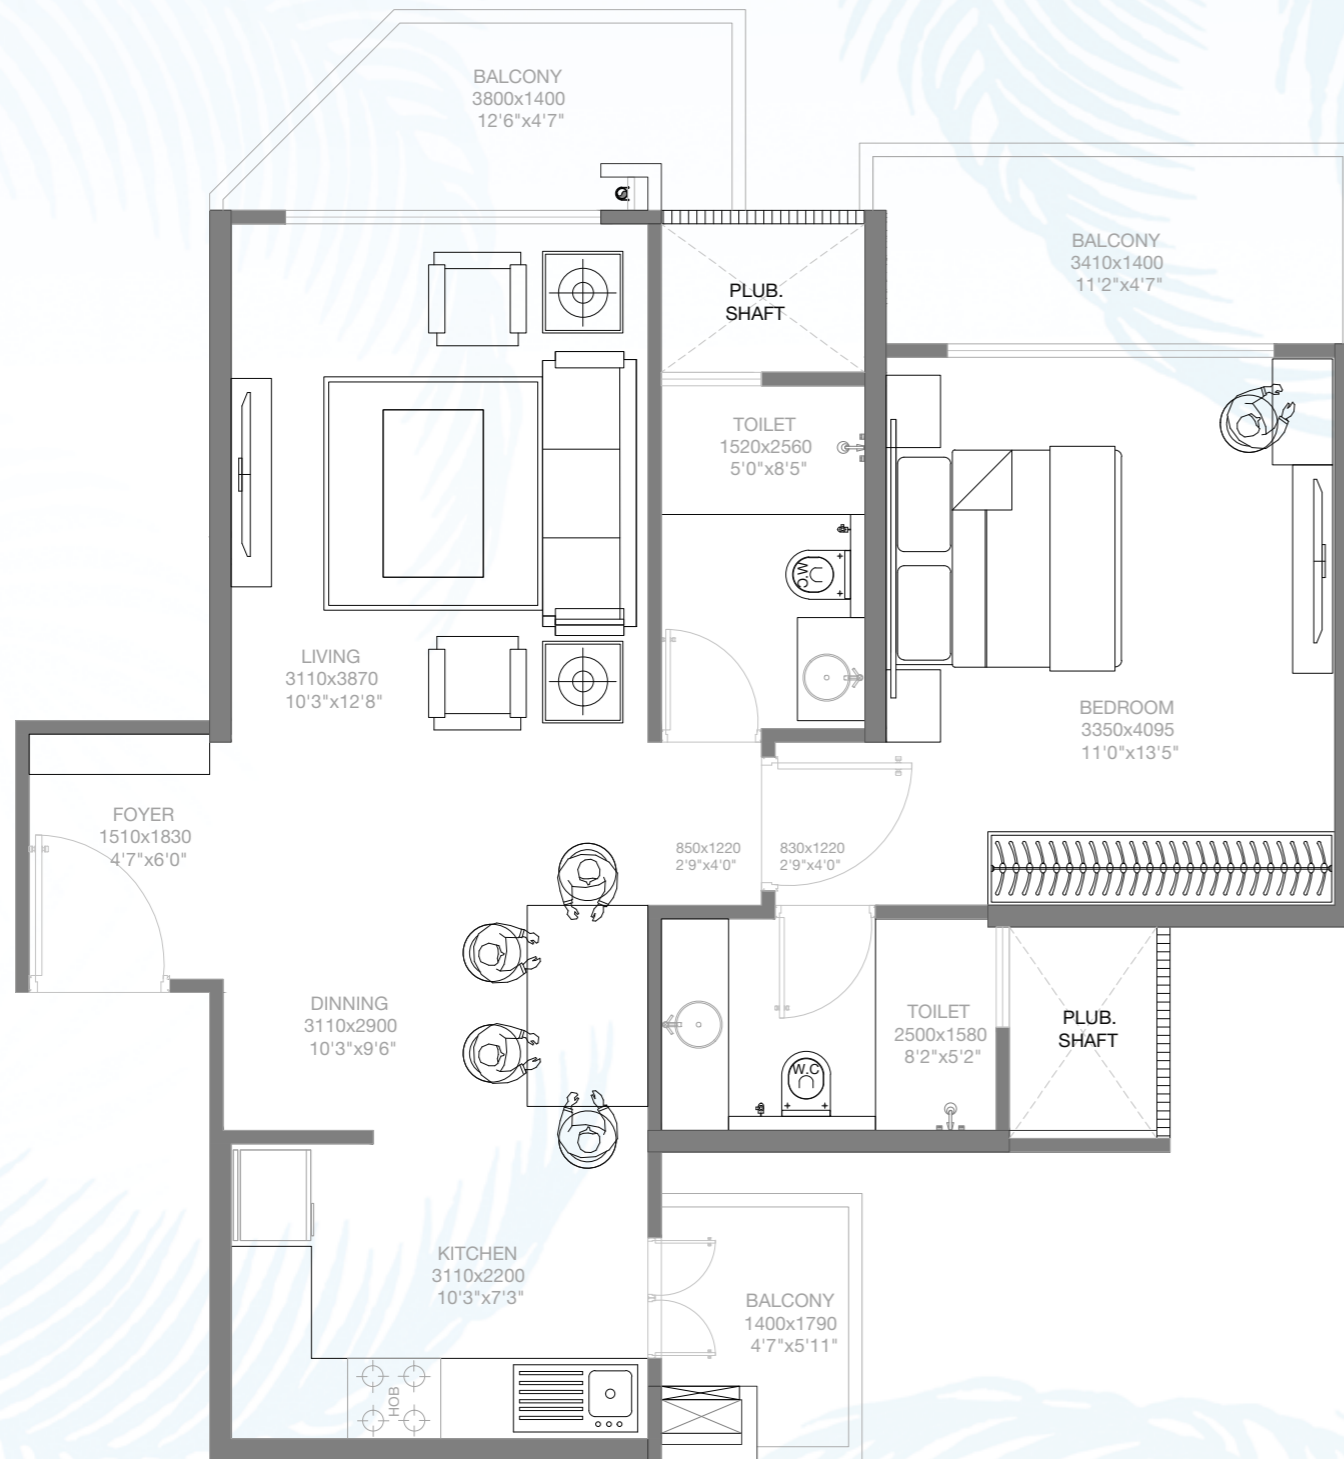 BALCONY
3800x1400
12'6"x4'7"
BALCONY
3410x1400
11'2"x4'7"
PLUB.
SHAFT
TOILET
1520x2560
5'0"x8'5"
W.C
LIVING
3110x3870
10'3"x12'8"
BEDROOM
3350x4095
11'0"x13'5"
FOYER
1510x1830
4'7"x6'0"
850x1220
2'9"x4'0"
830x1220
2'9"x4'0"
DINNING
3110x2900
10'3"x9'6"
TOILET
2500x1580
8'2"x5'2"
PLUB.
SHAFT
W.C
KITCHEN
3110x2200
10'3"x7'3"
BALCONY
1400x1790
4'7"x5'11"
HOB